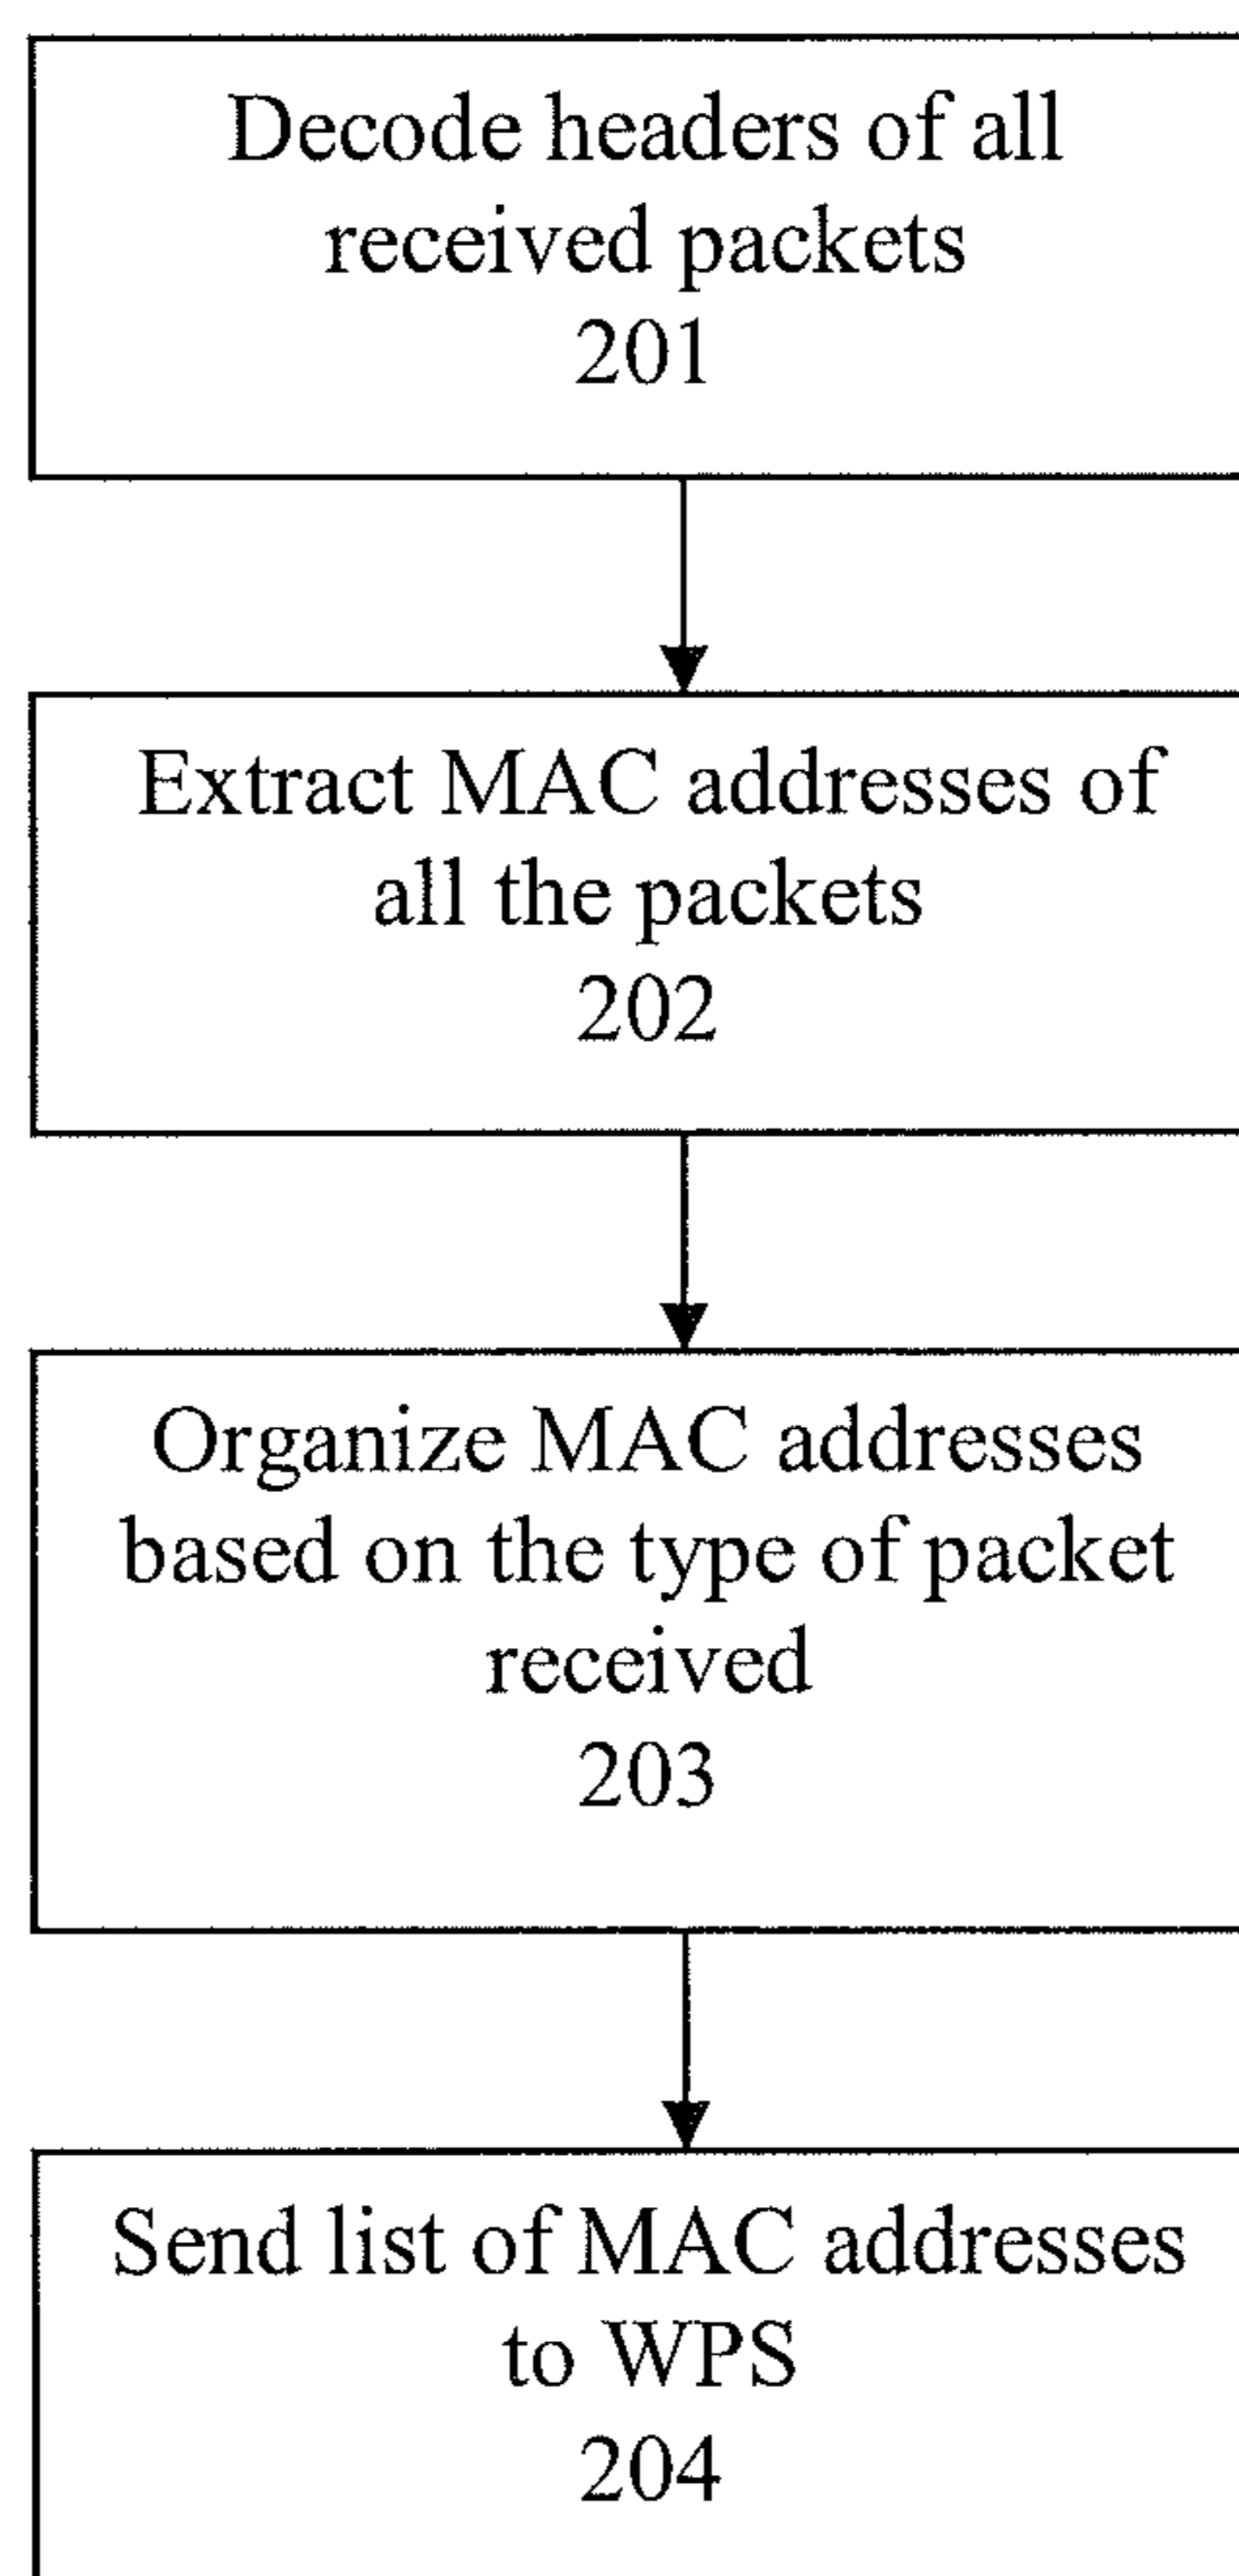 Decode headers of all
received packets
201
Extract MAC addresses of
all the packets
202
Organize MAC addresses
based on the type of packet
received
203
Send list of MAC addresses
to WPS
204